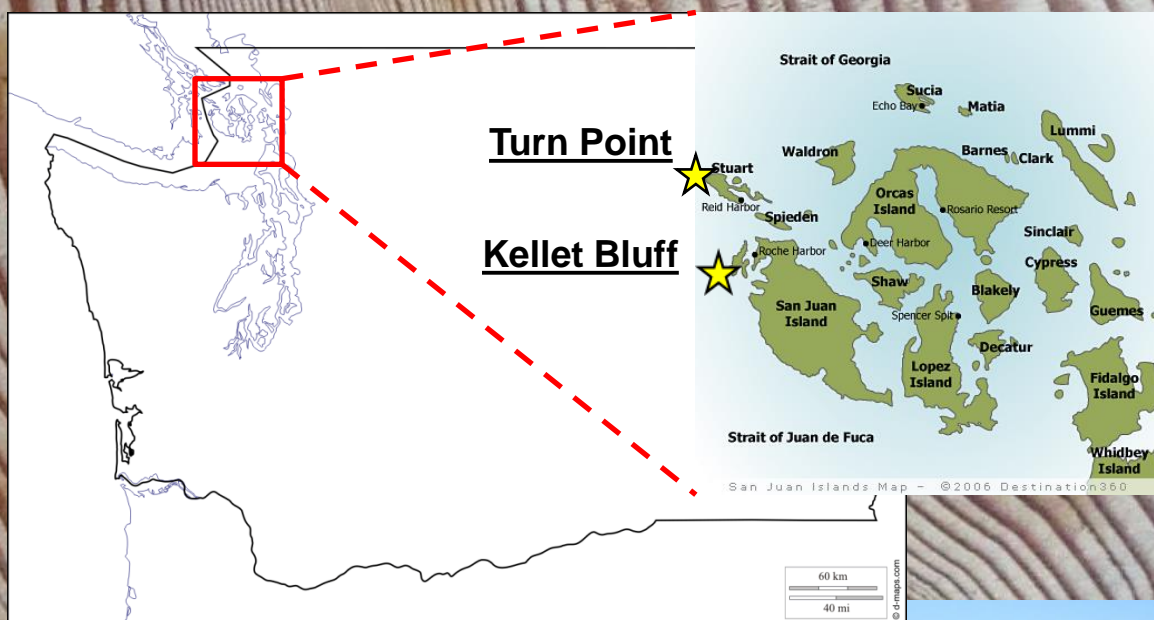 Strait of Georgia
Sucia
Echo Bay
Matia
Lummi
Turn Point
Waldron
Barnes
Clark
Stuart
Orcas
Island
Reid Harbor
Rosario Resort
Spieden
Sinclair
Kellet Bluff
Roche Harbor
Deer Harbor
Cypress
Shaw
Blakely
San Juan
Island
Spencer Spit
Guemes
Decatur
Lopez
Island
Fidalgo
Island
Strait of Juan de Fuca
Whidbey
Island
San Juan Islands Map - ©2006 Destination360
60 km
40 mi
© d-maps.com